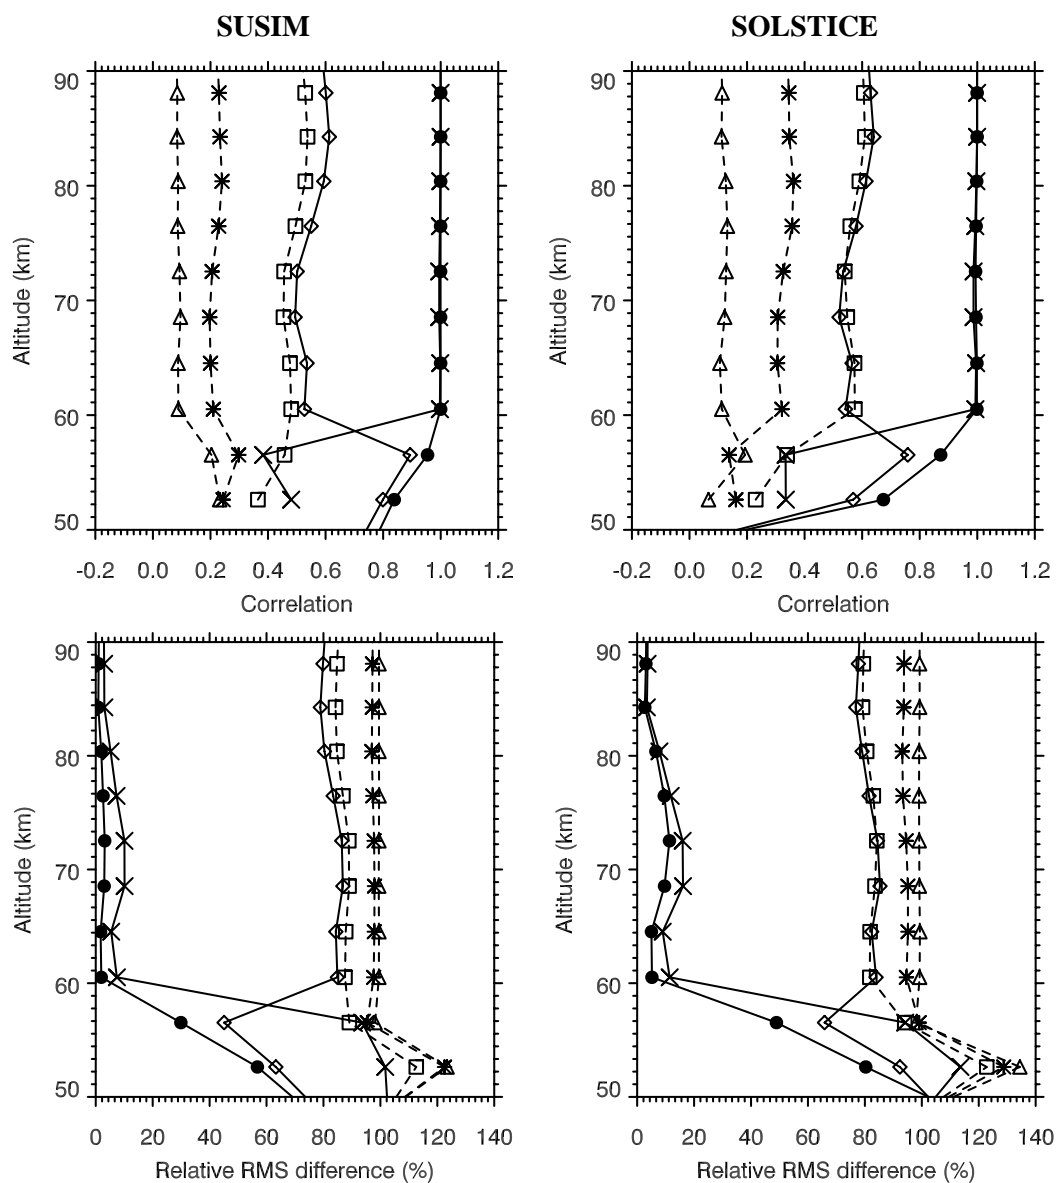 SUSIM SOLSTICE
90 90
80 80
70 70
60 60
50 50
Altitude (km) Altitude (km)
-0.2 0.0 0.2 0.4 0.6 0.8 1.0 1.2 -0.2 0.0 0.2 0.4 0.6 0.8 1.0 1.2
Correlation Correlation
90 90
80 80
70 70
60 60
50 50
Altitude (km) Altitude (km)
0 20 40 60 80 100 120 140 0 20 40 60 80 100 120 140
Relative RMS difference (%) Relative RMS difference (%)